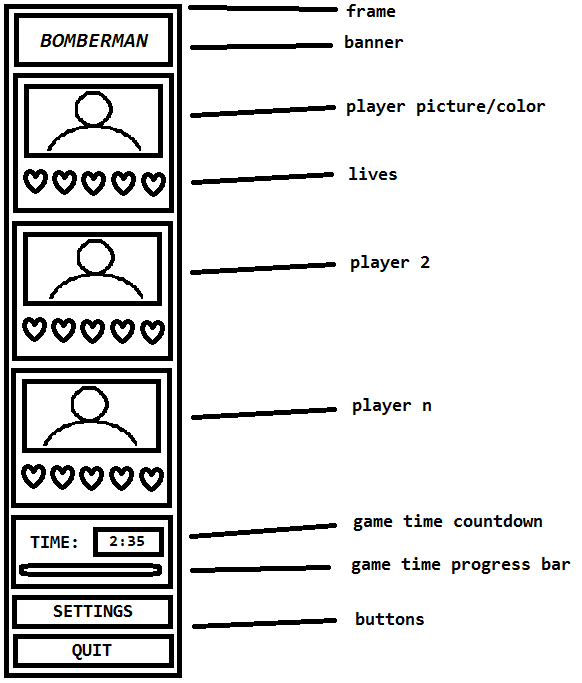 frame
BOMBERMAN
banner
player picture/color
lives
player 2
player n
game time countdown
TIME: 2:35
game time progress bar
SETTINGS
buttons
QUIT